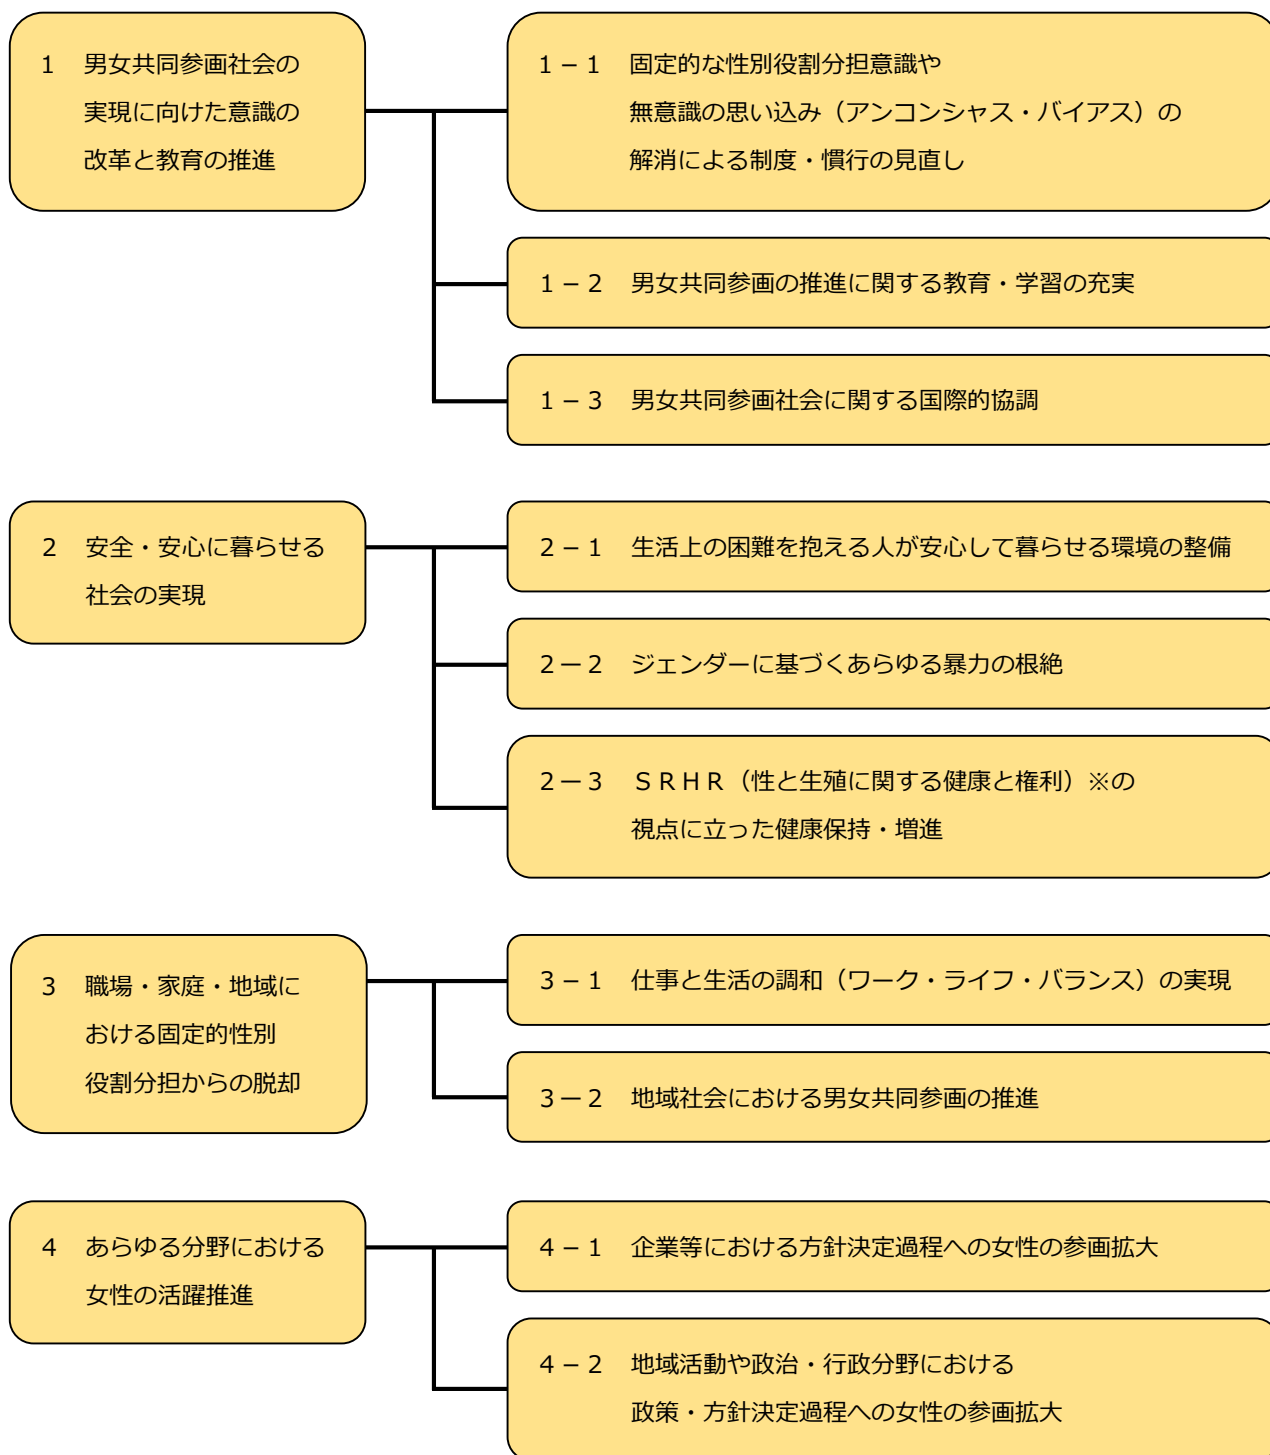 1 男女共同参画社会の
実現に向けた意識の
改革と教育の推進
1－1 固定的な性別役割分担意識や
無意識の思い込み（アンコンシャス・バイアス）の
解消による制度・慣行の見直し
1－2 男女共同参画の推進に関する教育・学習の充実
1－3 男女共同参画社会に関する国際的協調
2 安全・安心に暮らせる
社会の実現
2－1 生活上の困難を抱える人が安心して暮らせる環境の整備
2－2 ジェンダーに基づくあらゆる暴力の根絶
2－3 ＳＲＨＲ（性と生殖に関する健康と権利）※の
視点に立った健康保持・増進
3 職場・家庭・地域に
おける固定的性別
役割分担からの脱却
3－1 仕事と生活の調和（ワーク・ライフ・バランス）の実現
3－2 地域社会における男女共同参画の推進
4 あらゆる分野における
女性の活躍推進
4－1 企業等における方針決定過程への女性の参画拡大
4－2 地域活動や政治・行政分野における
政策・方針決定過程への女性の参画拡大